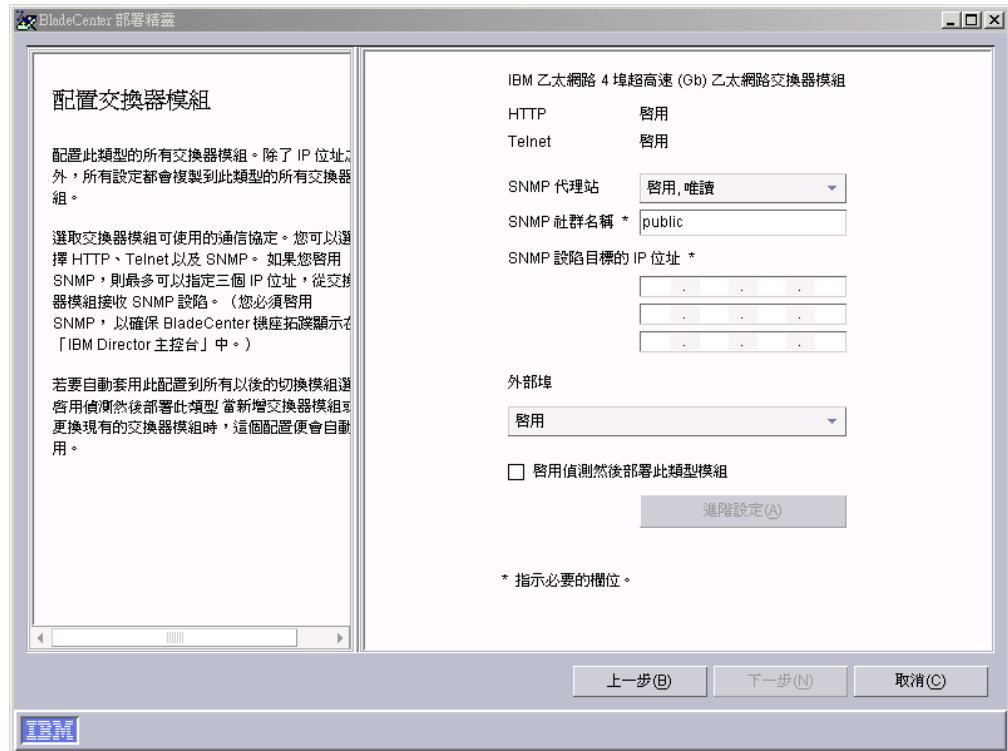 BladeCenter 部署精靈
配置交換器模組
配置此類型的所有交換器模組。除了 IP 位址之
外，所有設定都會複製到此類型的所有交換器
組。
選取交換器模組可使用的通信協定。您可以選
擇 HTTP、Telnet 以及 SNMP。 如果您啓用
SNMP，則最多可以指定三個 IP 位址，從交換
器模組接收 SNMP 設陷。（您必須啓用
SNMP， 以確保 BladeCenter 機座拓蹼顯示在
「IBM Director 主控台」中。）
若要自動套用此配置到所有以後的切換模組選
啓用偵測然後部署此類型 當新增交換器模組或
更換現有的交換器模組時，這個配置便會自動
用。
IBM 乙太網路 4 埠超高速 (Gb) 乙太網路交換器模組
HTTP 啓用
Telnet 啓用
SNMP 代理站 啓用, 唯讀
SNMP 社群名稱 * public
SNMP 設陷目標的 IP 位址 *
. . .
. . .
. . .
外部埠
啓用
啓用偵測然後部署此類型模組
進階設定(A)
* 指示必要的欄位。
上一步(B) 下一步(N) 取消(C)
IBM